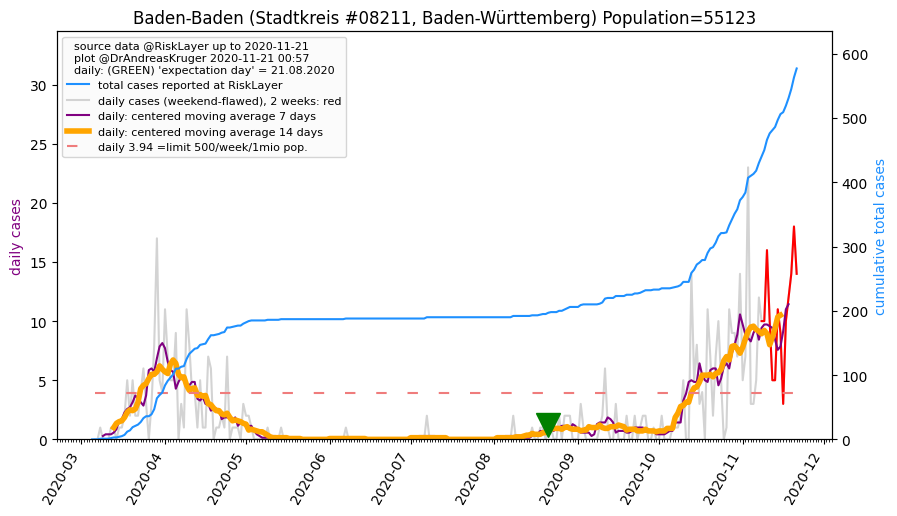 Baden-Baden (Stadtkreis #08211, Baden-Württemberg) Population=55123
source data @RiskLayer up to 2020-11-21
plot @DrAndreasKruger 2020-11-21 00:57
daily: (GREEN) 'expectation day' = 21.08.2020
total cases reported at RiskLayer
daily cases (weekend-flawed), 2 weeks: red
daily: centered moving average 7 days
daily: centered moving average 14 days
daily 3.94 =limit 500/week/1mio pop.
daily cases
30
25
20
15
10
5
0
600
500
400
300
200
100
0
cumulative total cases
2020-03
2020-04
2020-05
2020-06
2020-07
2020-08
2020-09
2020-10
2020-11
2020-12